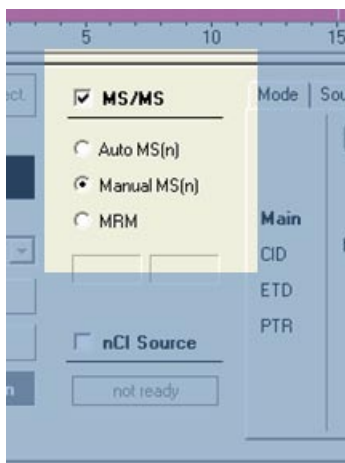 5 10 15
ect.
MS/MS
Mode Sou
Auto MS(n)
Manual MS(n)
MRM
Main
CID
ETD
PTR
nCI Source
not ready
n